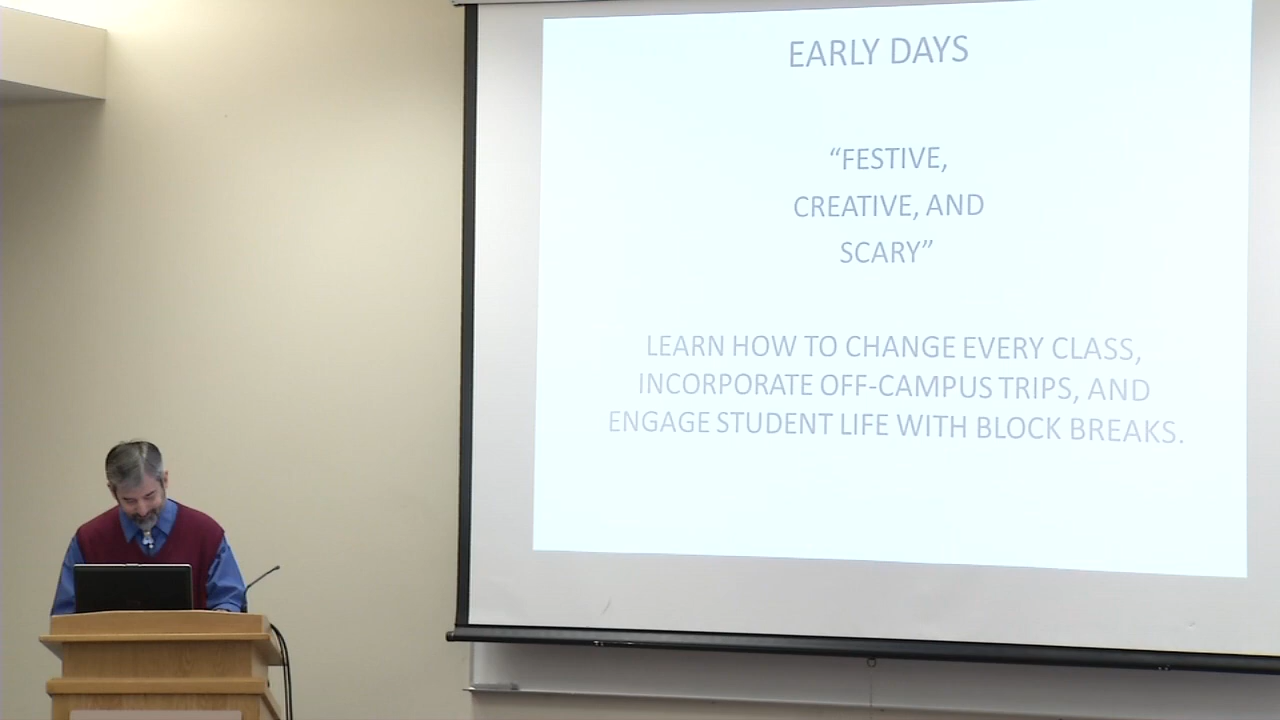 EARLY DAYS
“FESTIVE,
CREATIVE, AND
SCARY”
LEARN HOW TO CHANGE EVERY CLASS,
INCORPORATE OFF-CAMPUS TRIPS, AND
ENGAGE STUDENT LIFE WITH BLOCK BREAKS.